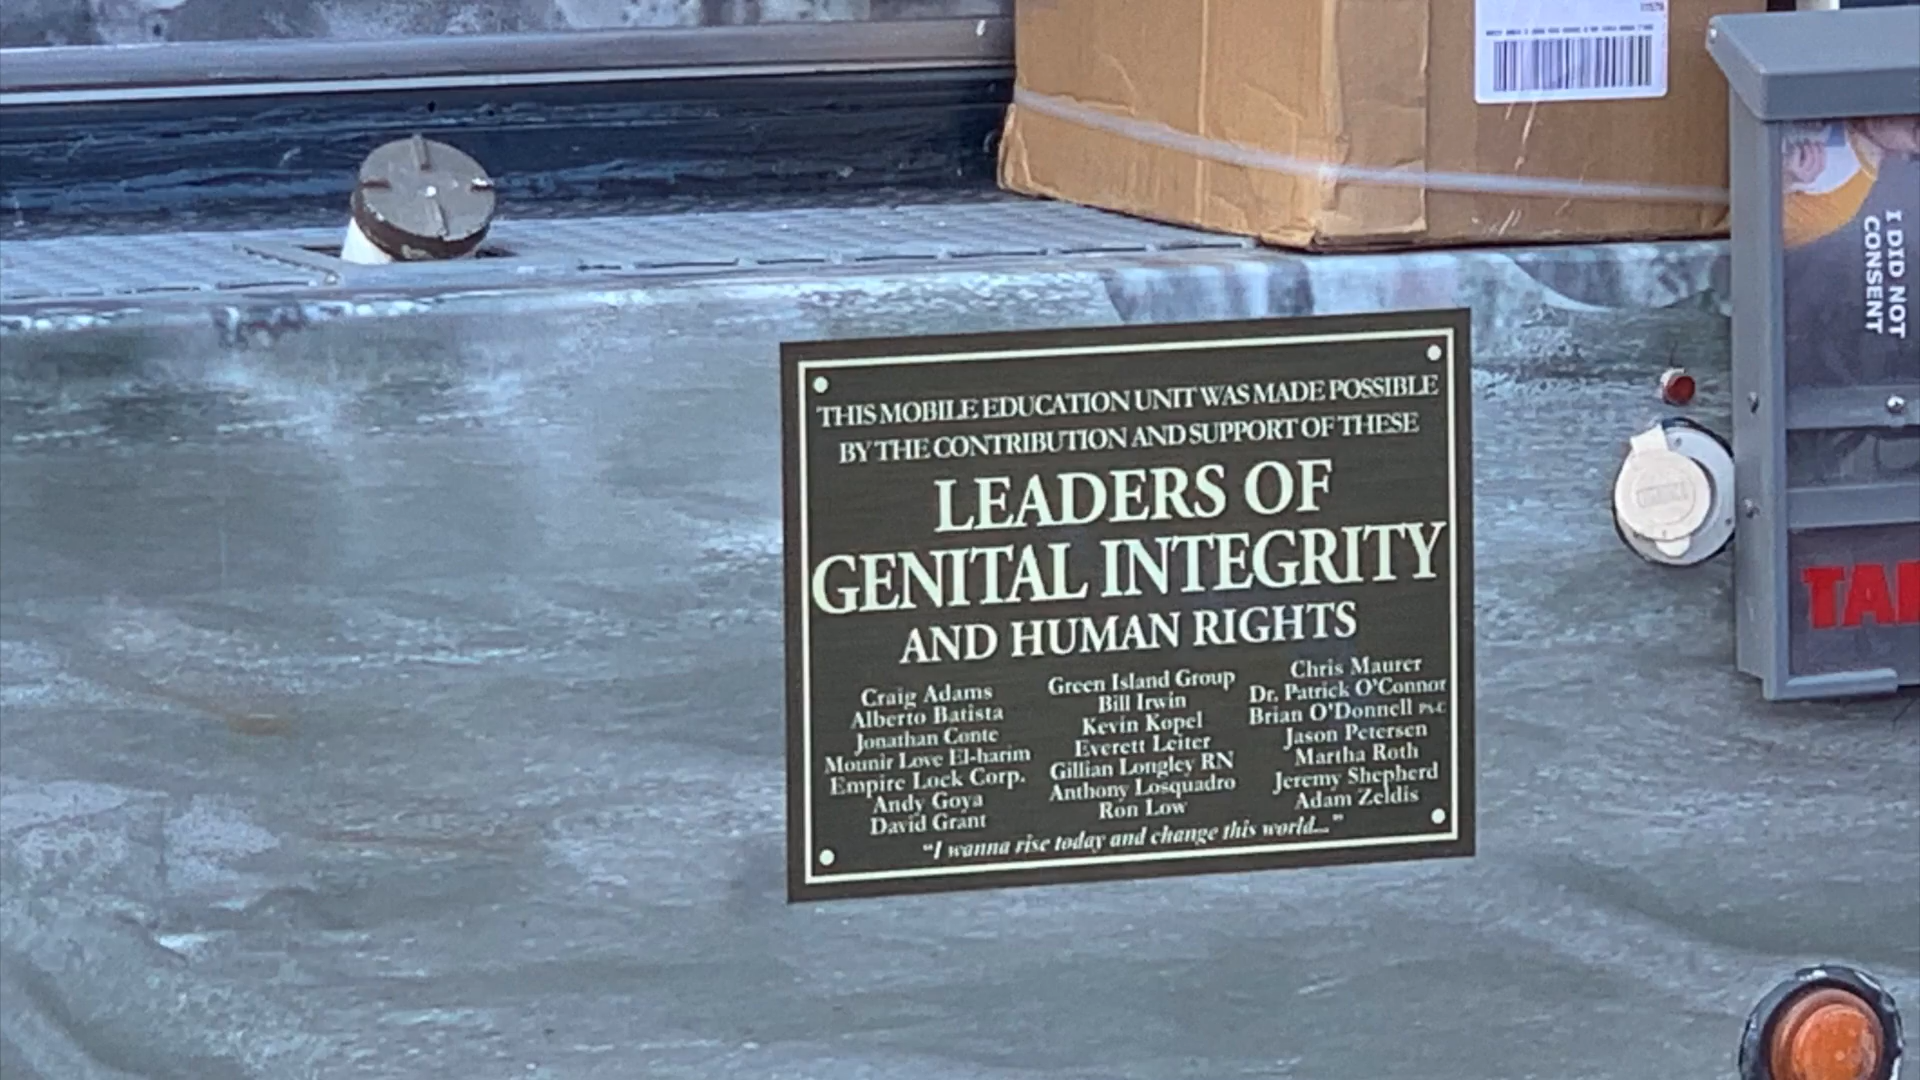 11579
I DID NOT
CONSENT
THIS MOBILE EDUCATION UNIT WAS MADE POSSIBLE
BY THE CONTRIBUTION AND SUPPORT OF THESE
LEADERS OF
GENITAL INTEGRITY
AND HUMAN RIGHTS
Craig Adams
Alberto Batista
Jonathan Conte
Mounir Love El-harim
Empire Lock Corp.
Andy Goya
David Grant
Green Island Group
Bill Irwin
Kevin Kopel
Everett Leiter
Gillian Longley RN
Anthony Losquadro
Ron Low
Chris Maurer
Dr. Patrick O'Connor
Brian O'Donnell PS-C
Jason Petersen
Martha Roth
Jeremy Shepherd
Adam Zeldis
"I wanna rise today and change this world..."